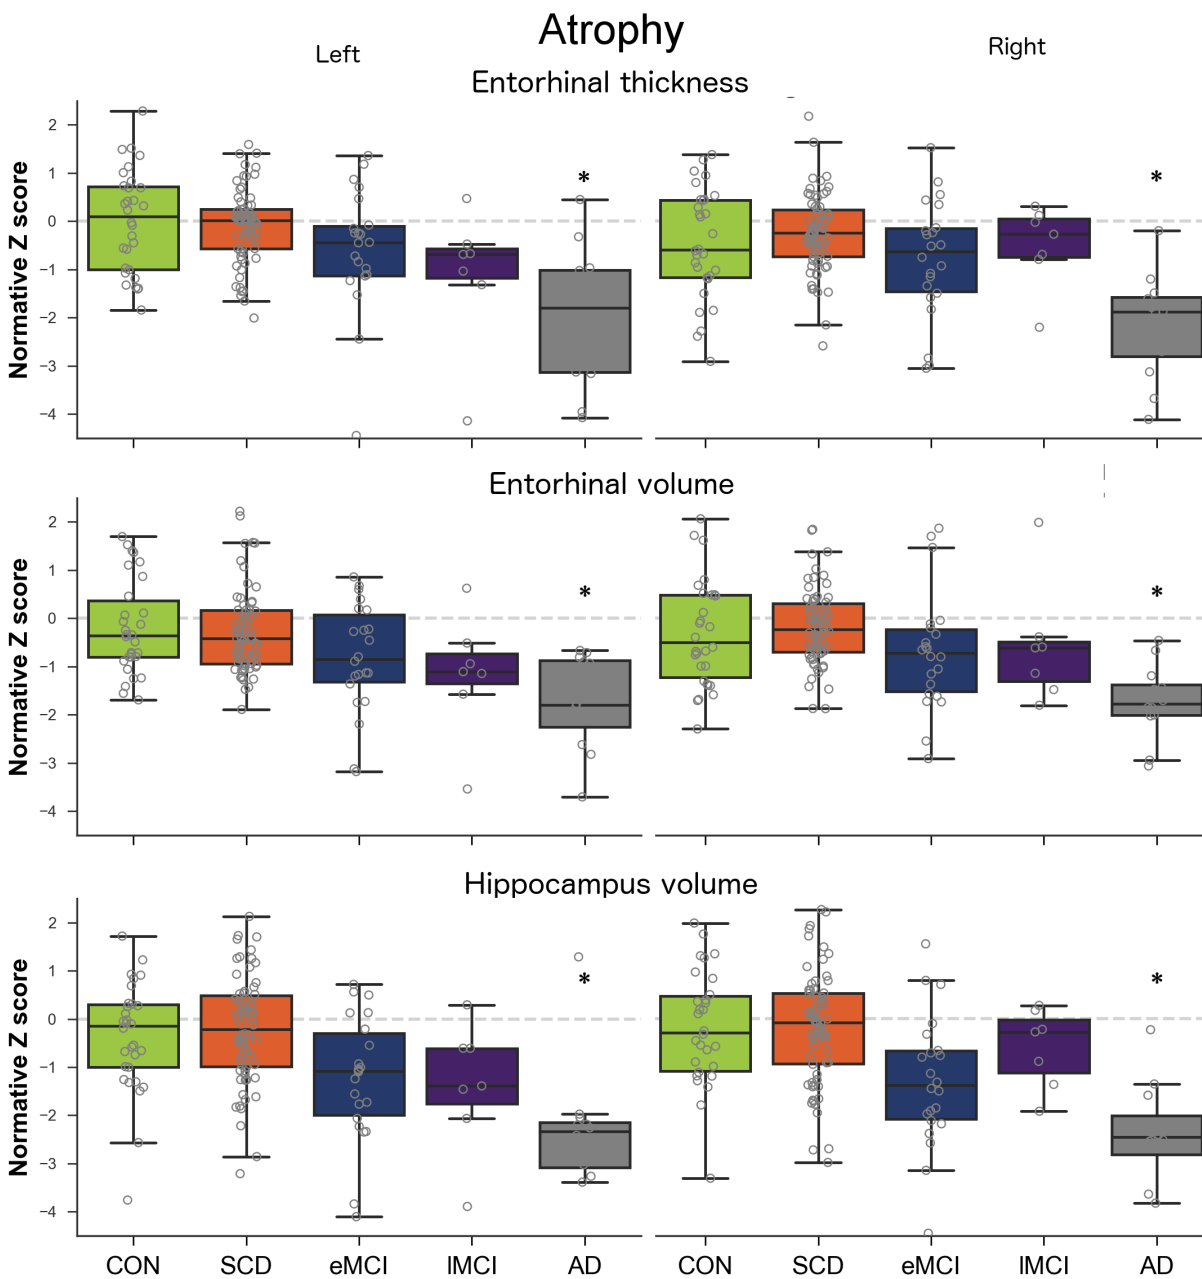 Atrophy
Left
Right
Entorhinal thickness
Normative Z score
2
1
0
−1
−2
−3
−4
*
*
Entorhinal volume
Normative Z score
2
1
0
−1
−2
−3
−4
*
*
Hippocampus volume
Normative Z score
2
1
0
−1
−2
−3
−4
*
*
CON SCD eMCI lMCI AD CON SCD eMCI lMCI AD